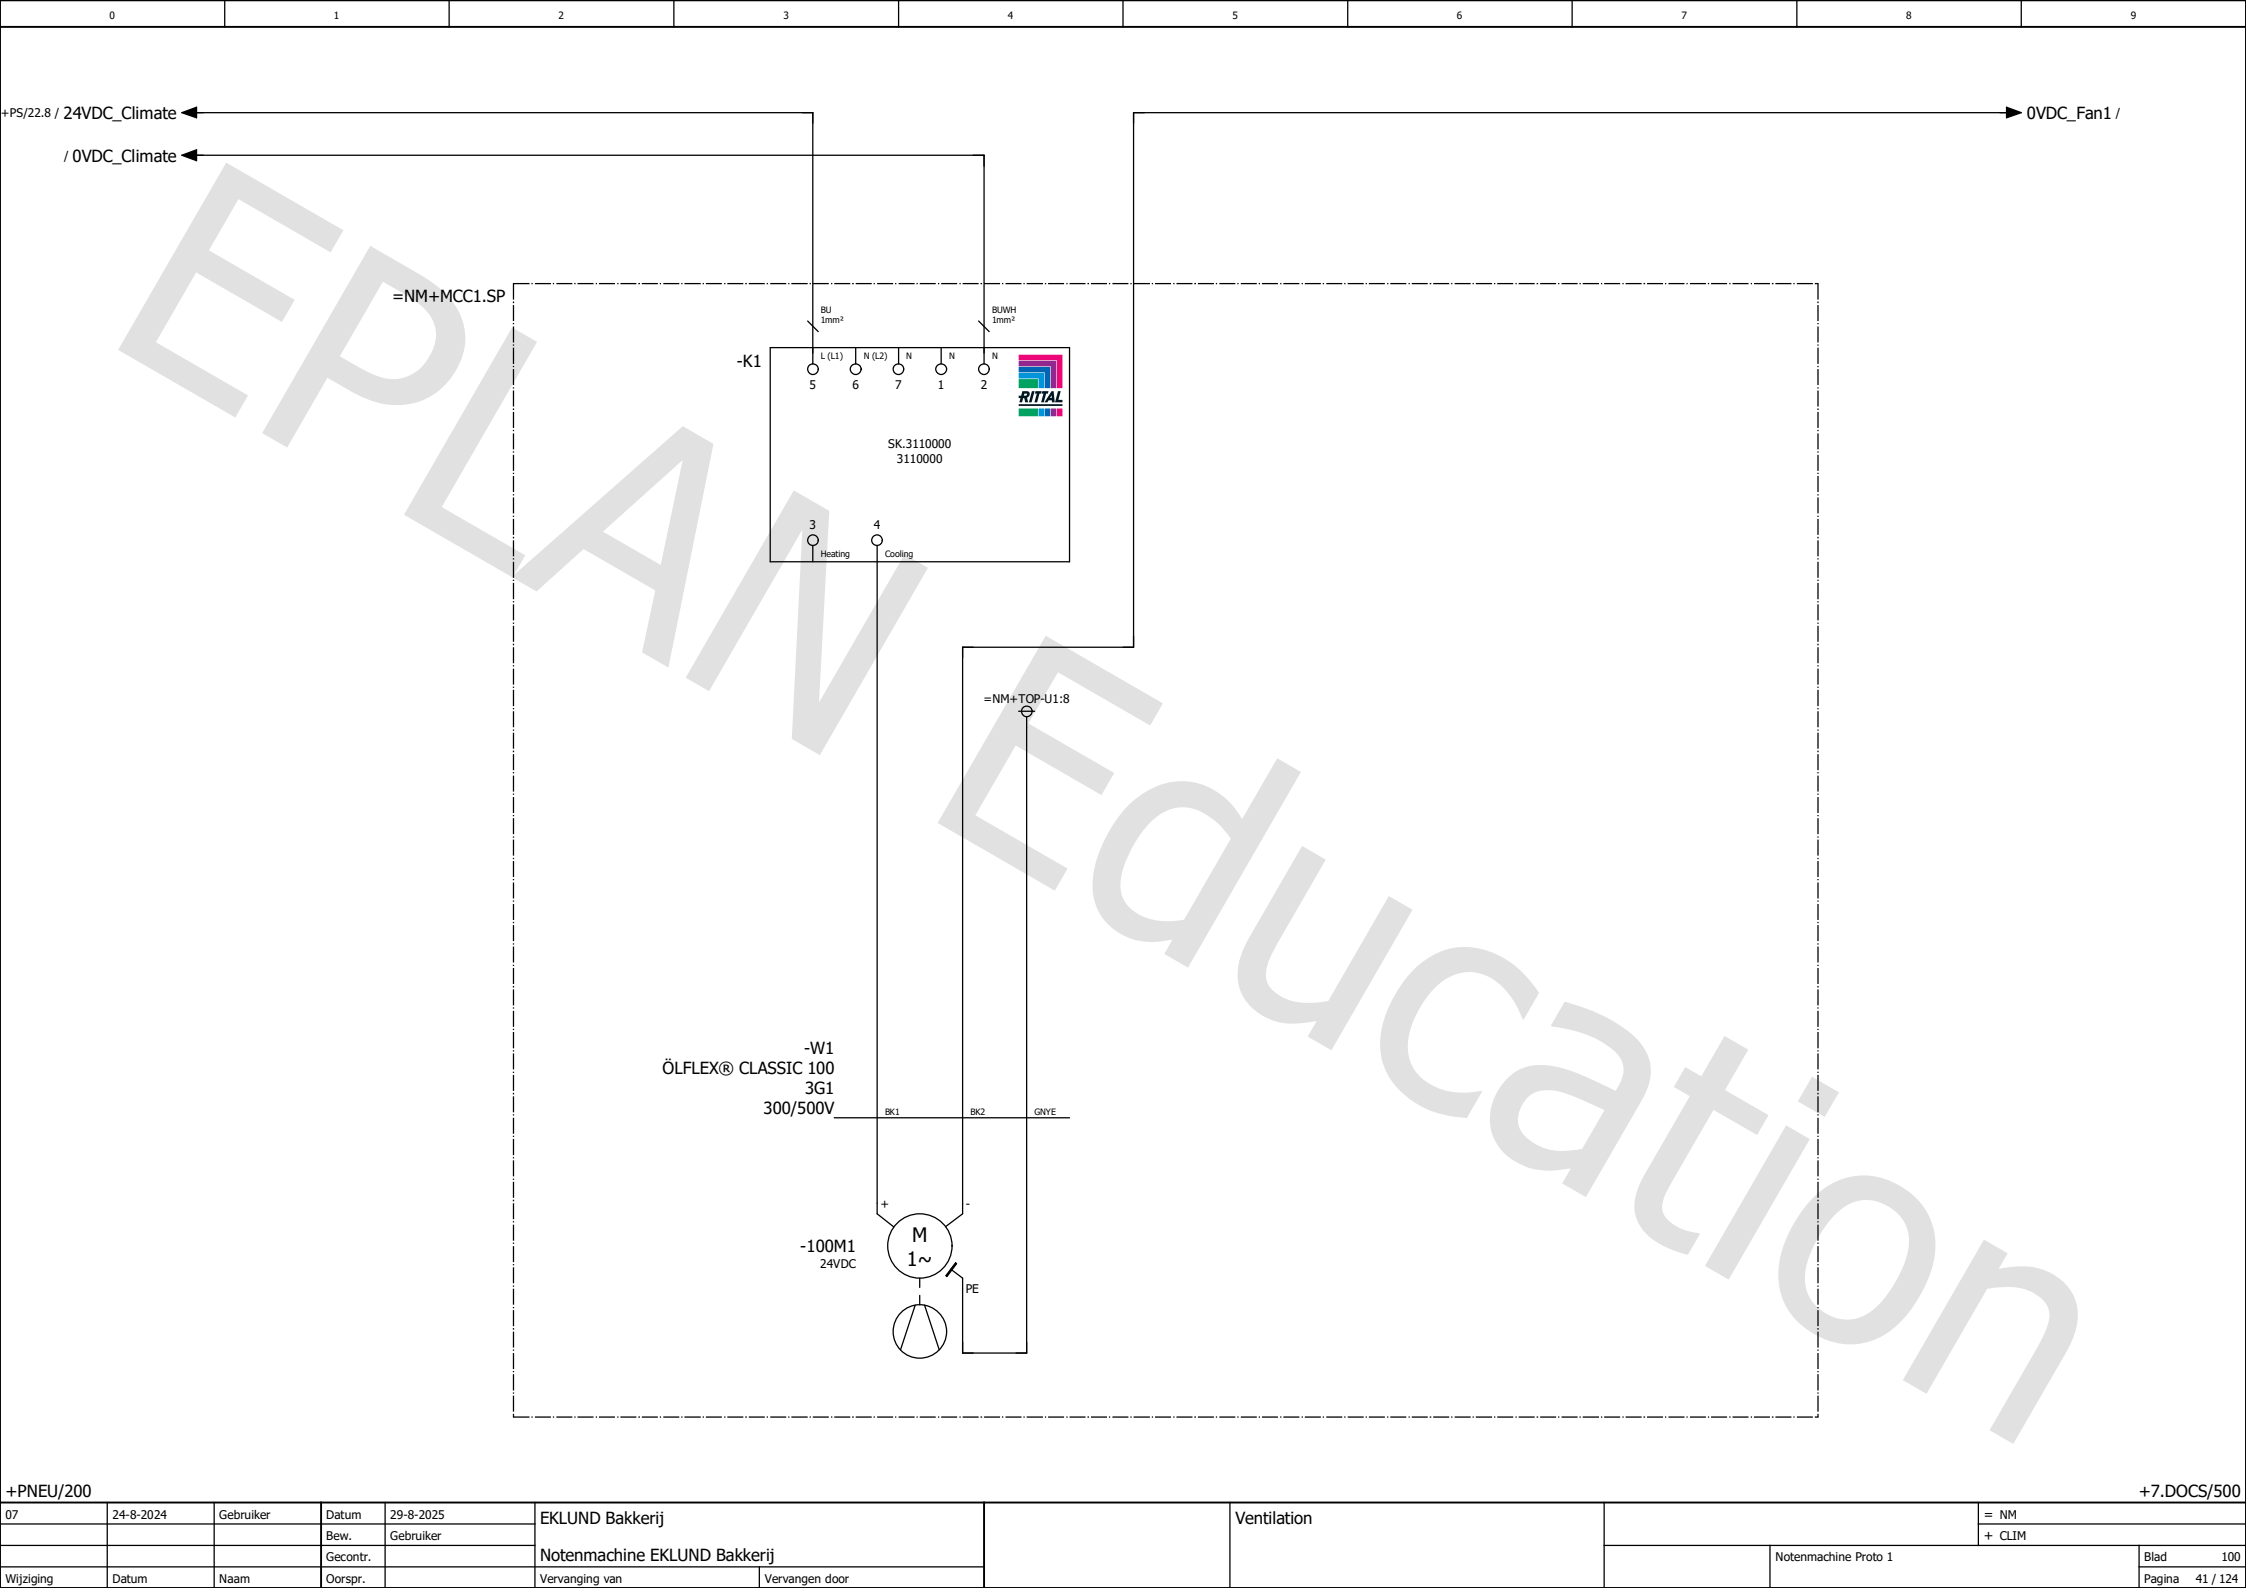 0 1 2 3 4 5 6 7 8 9
+PS/22.8 / 24VDC_Climate
0VDC_Fan1 /
/ 0VDC_Climate
=NM+MCC1.SP
BU
1mm²
BUWH
1mm²
-K1
L (L1) N (L2) N N N
5 6 7 1 2
RITTAL
SK.3110000
3110000
3 4
Heating Cooling
=NM+TOP-U1:8
-W1
ÖLFLEX® CLASSIC 100
3G1
300/500V
BK1 BK2 GNYE
+ -
M
1~
-100M1
24VDC
PE
EPLAN Education
+PNEU/200
+7.DOCS/500
07 24-8-2024 Gebruiker Datum 29-8-2025
Bew. Gebruiker
Gecontr.
Wijziging Datum Naam Oorspr.
EKLUND Bakkerij
Notenmachine EKLUND Bakkerij
Vervanging van Vervangen door
Ventilation
= NM
+ CLIM
Notenmachine Proto 1
Blad 100
Pagina 41 / 124